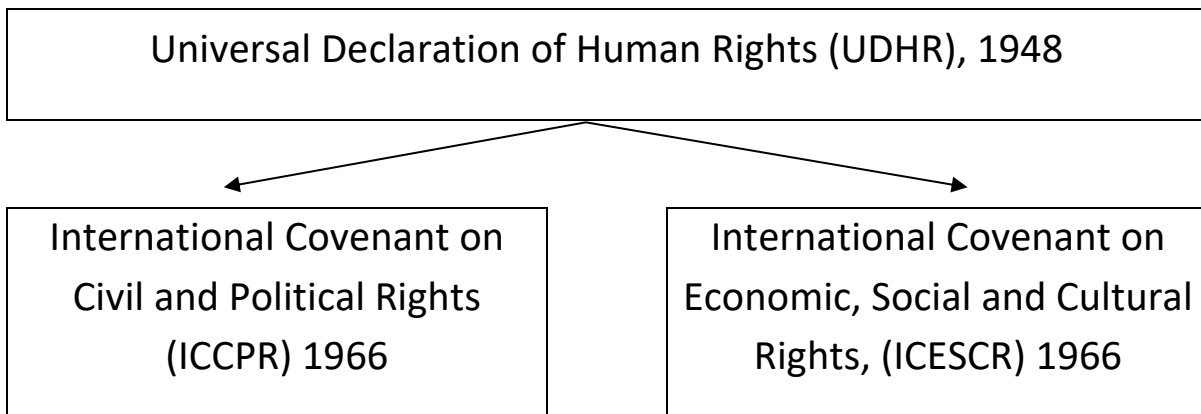 Universal Declaration of Human Rights (UDHR), 1948
International Covenant on
Civil and Political Rights
(ICCPR) 1966
International Covenant on
Economic, Social and Cultural
Rights, (ICESCR) 1966